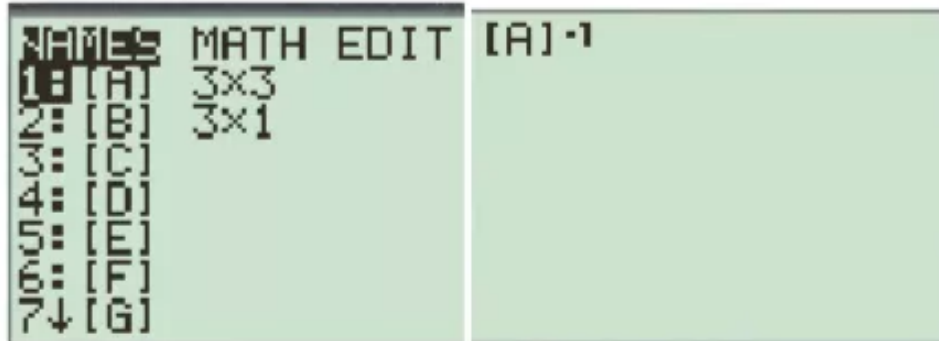 NAMES MATH EDIT
1:[A] 3×3
2:[B] 3×1
3:[C]
4:[D]
5:[E]
6:[F]
7↓[G]
[A]⁻¹